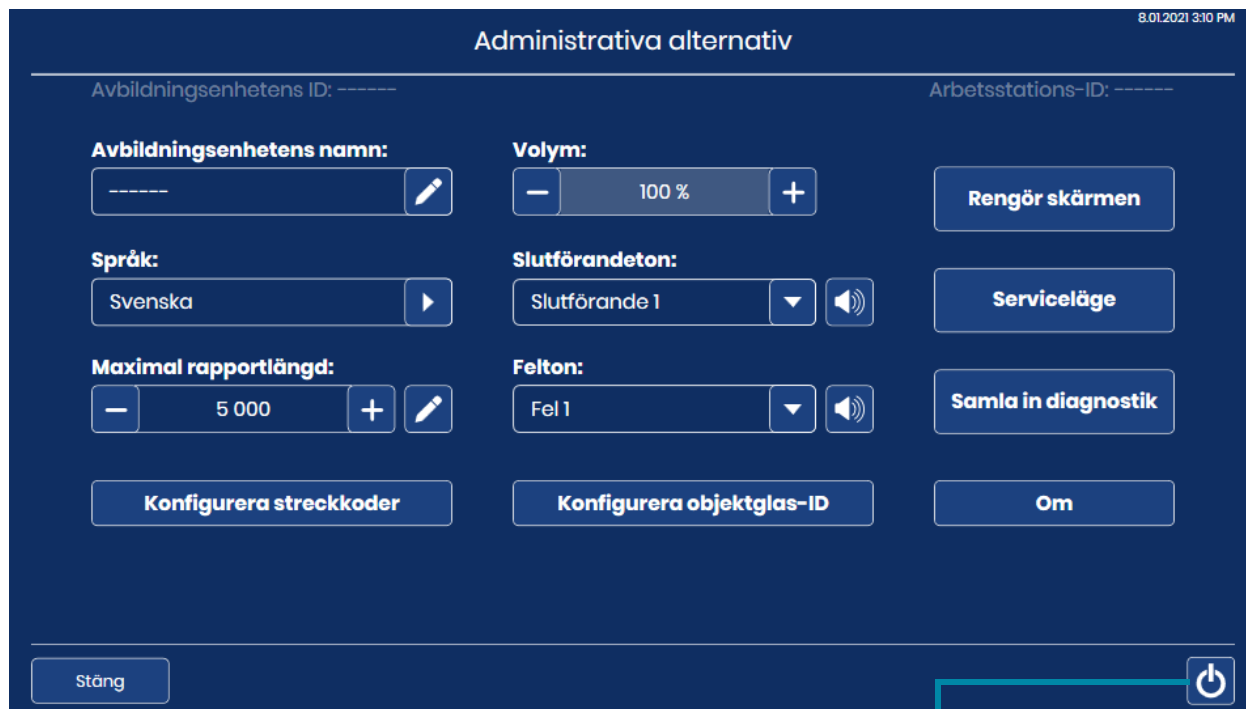 8.01.2021 3:10 PM
Administrativa alternativ
Avbildningsenhetens ID: ------
Arbetsstations-ID: ------
Avbildningsenhetens namn:
Volym:
------
100 %
Rengör skärmen
Språk:
Slutförandeton:
Svenska
Slutförande 1
Serviceläge
Maximal rapportlängd:
Felton:
5 000
Fel 1
Samla in diagnostik
Konfigurera streckkoder
Konfigurera objektglas-ID
Om
Stäng